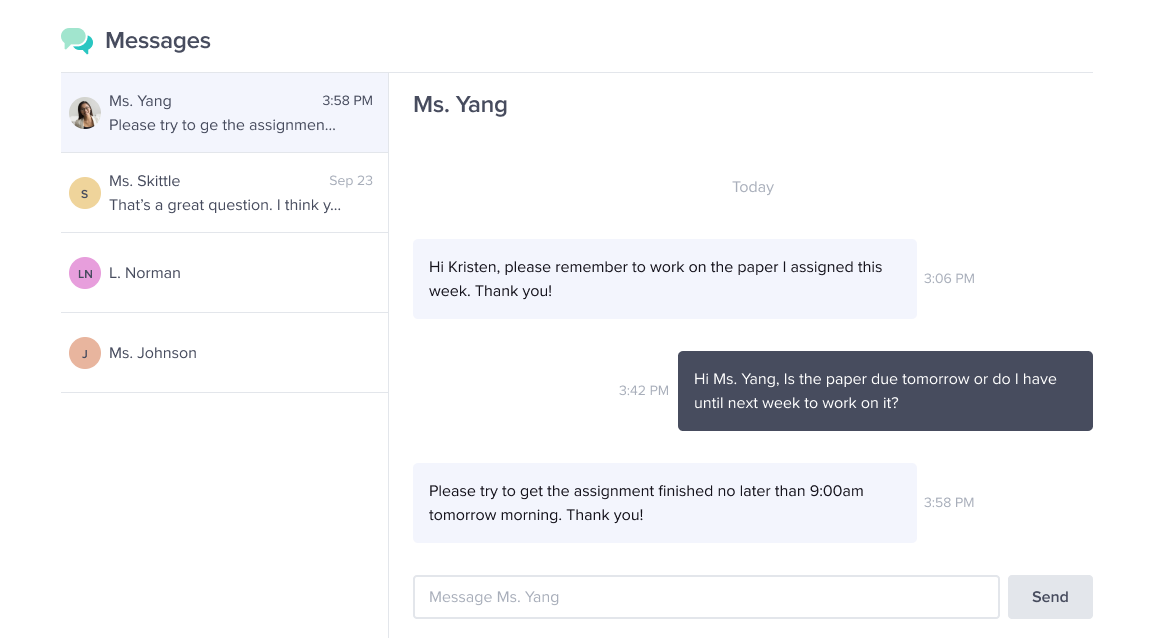 Messages
Ms. Yang
3:58 PM
Please try to ge the assignmen...
S
Ms. Skittle
Sep 23
That's a great question. I think y...
LN
L. Norman
J
Ms. Johnson
Ms. Yang
Today
Hi Kristen, please remember to work on the paper I assigned this
week. Thank you!
3:06 PM
3:42 PM
Hi Ms. Yang, Is the paper due tomorrow or do I have
until next week to work on it?
Please try to get the assignment finished no later than 9:00am
tomorrow morning. Thank you!
3:58 PM
Message Ms. Yang
Send